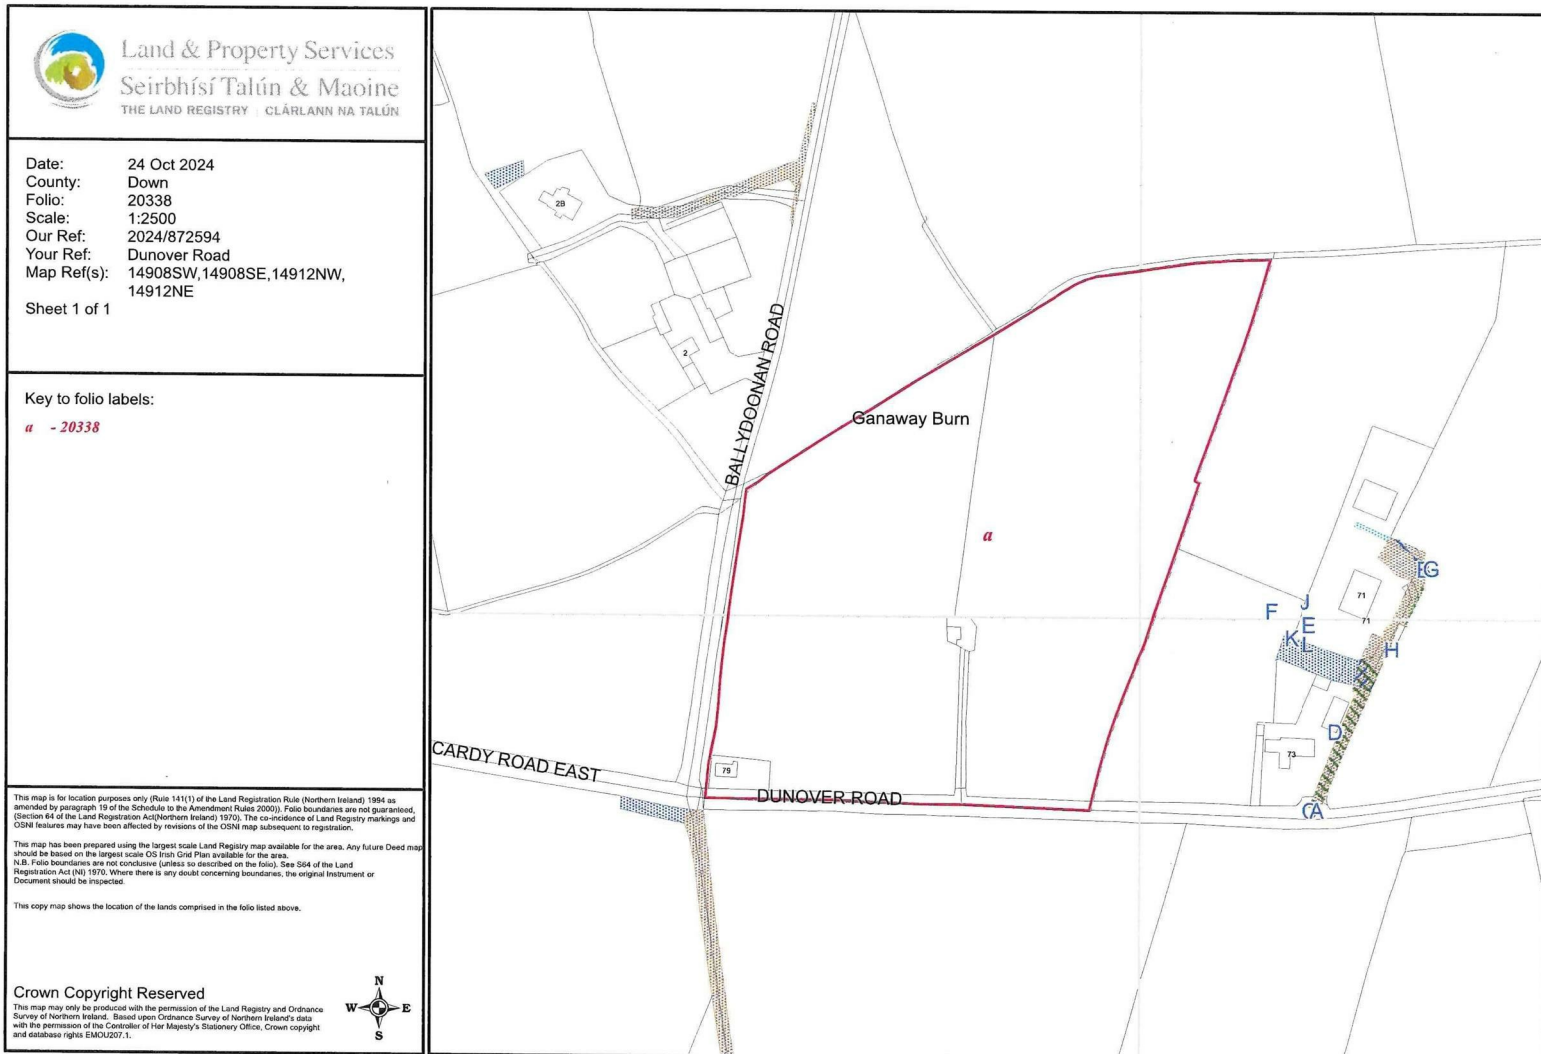 Land & Property Services
Seirbhísí Talún & Maoine
THE LAND REGISTRY CLÁRLANN NA TALÚN
Date: 24 Oct 2024
County: Down
Folio: 20338
Scale: 1:2500
Our Ref: 2024/872594
Your Ref: Dunover Road
Map Ref(s): 14908SW,14908SE,14912NW,
14912NE
Sheet 1 of 1
Key to folio labels:
a - 20338
This map is for location purposes only (Rule 141(1) of the Land Registration Rule (Northern Ireland) 1994 as
amended by paragraph 19 of the Schedule to the Amendment Rules 2000)). Folio boundaries are not guaranteed,
(Section 64 of the Land Registration Act(Northern Ireland) 1970). The co-incidence of Land Registry markings and
OSNI features may have been affected by revisions of the OSNI map subsequent to registration.
This map has been prepared using the largest scale Land Registry map available for the area. Any future Deed map
should be based on the largest scale OS Irish Grid Plan available for the area.
N.B. Folio boundaries are not conclusive (unless so described on the folio). See S64 of the Land
Registration Act (NI) 1970. Where there is any doubt concerning boundaries, the original Instrument or
Document should be inspected.
This copy map shows the location of the lands comprised in the folio listed above.
Crown Copyright Reserved
This map may only be produced with the permission of the Land Registry and Ordnance
Survey of Northern Ireland. Based upon Ordnance Survey of Northern Ireland's data
with the permission of the Controller of Her Majesty's Stationery Office, Crown copyright
and database rights EMOU207.1.
N
W E
S
2B
2
BALLYDOONAN ROAD
Ganaway Burn
a
EG
71
J
F
71
E
K
L
H
D
73
CARDY ROAD EAST
79
DUNOVER ROAD
CA